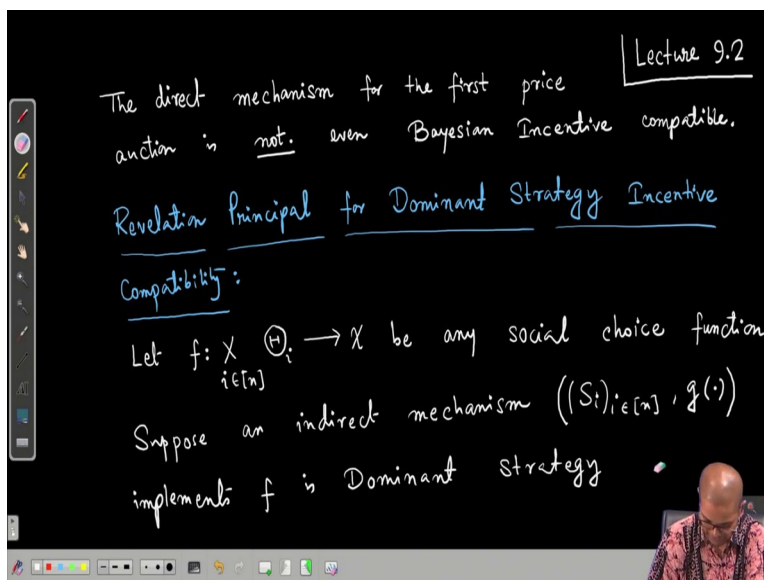 Lecture 9.2
The direct mechanism for the first price
auction is not. even Bayesian Incentive compatible.
Revelation Principal for Dominant Strategy Incentive
Compatibility:
Let f: X Θi → X be any social choice function
i∈[n]
Suppose an indirect mechanism ((Si)i∈[n], g(·))
implements f is Dominant strategy